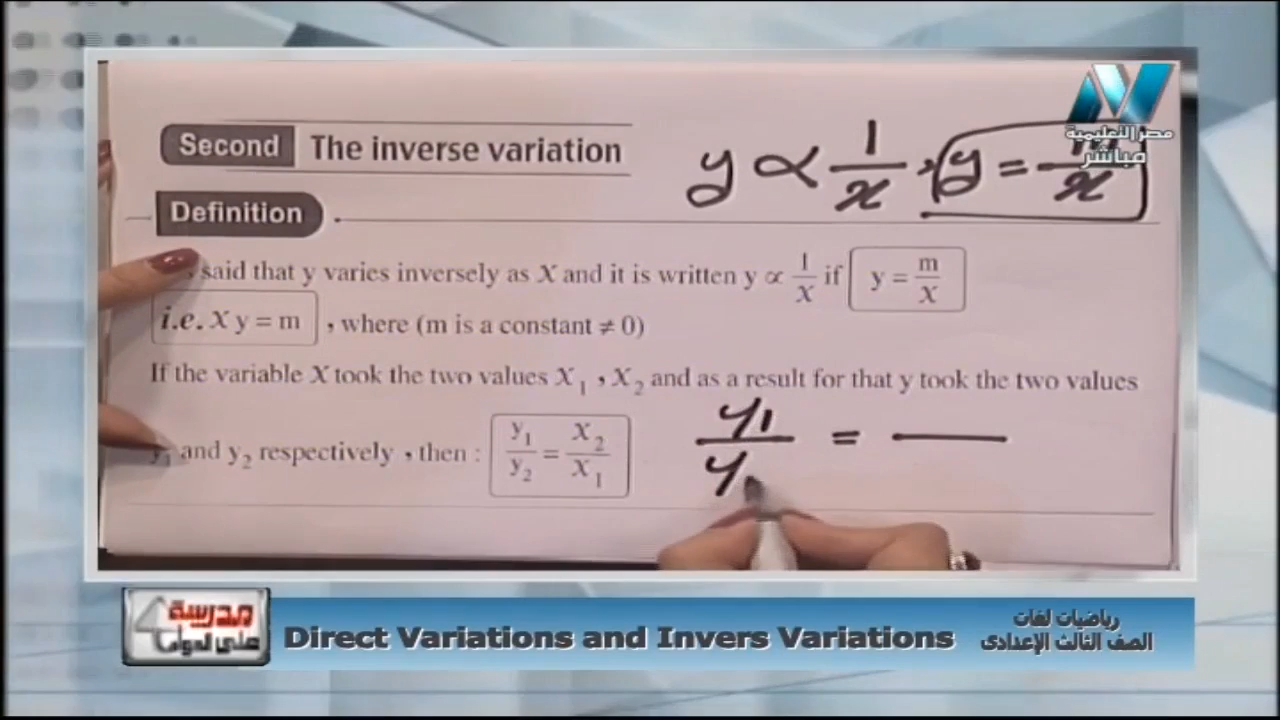 مصر التعليمية
مباشر
Second The inverse variation
y ∝ 1/x , y = m/x
Definition
said that y varies inversely as X and it is written y ∝ 1/X if y = m/X
i.e. X y = m , where (m is a constant ≠ 0)
If the variable X took the two values X₁ , X₂ and as a result for that y took the two values
y₁ and y₂ respectively , then : y₁/y₂ = X₂/X₁
y₁/y =
مدرسة
على الهواء
Direct Variations and Invers Variations
رياضيات لغات
الصف الثالث الإعدادى